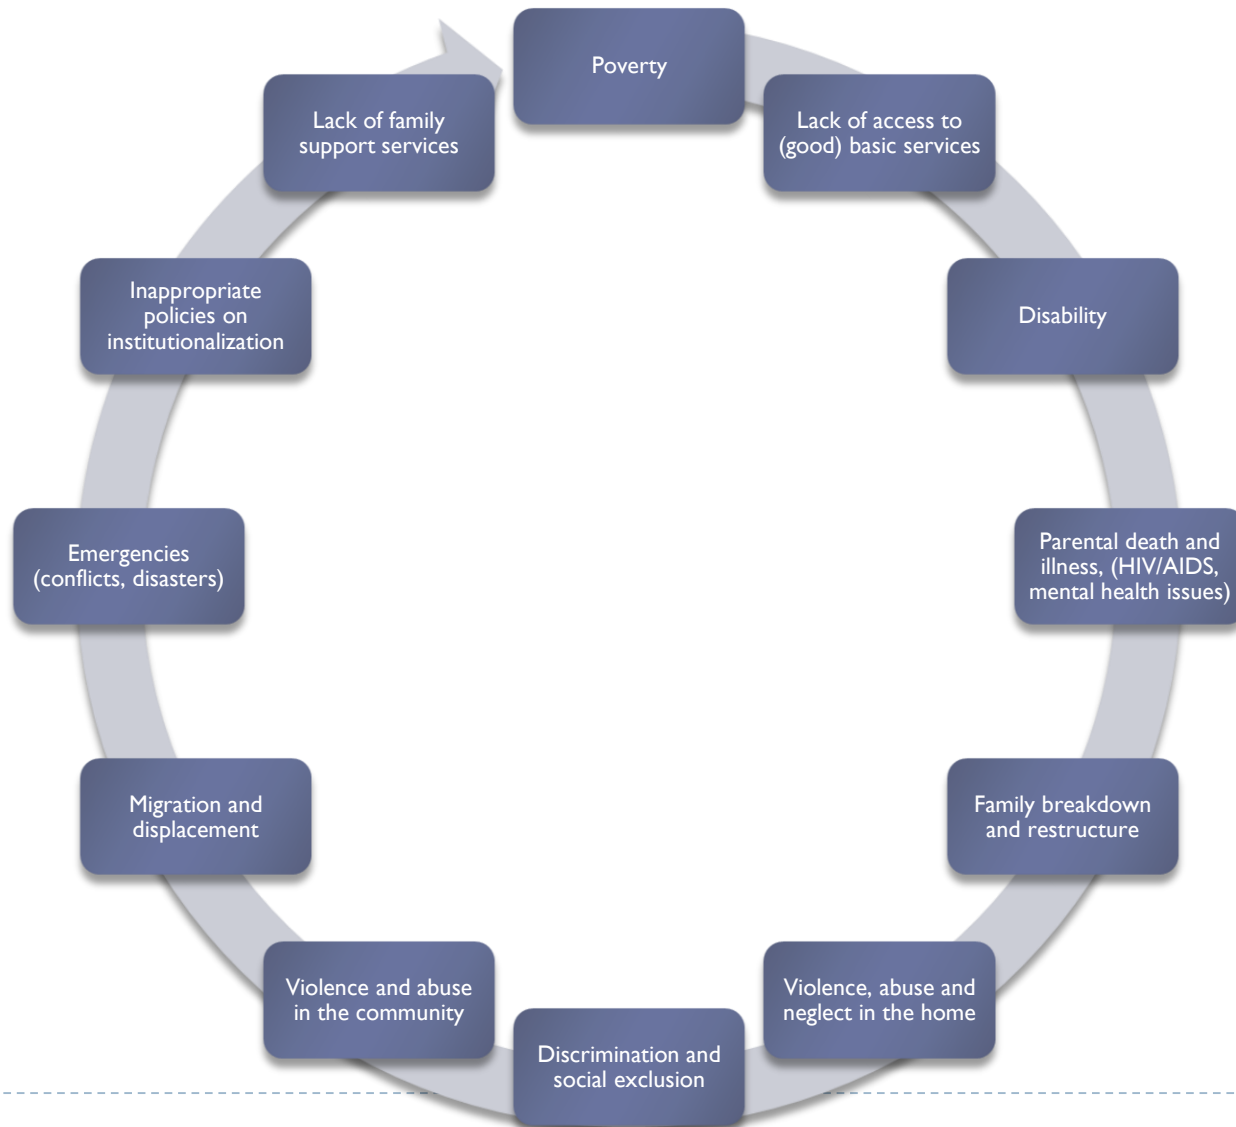 Poverty
Lack of access to
(good) basic services
Disability
Parental death and
illness, (HIV/AIDS,
mental health issues)
Family breakdown
and restructure
Violence, abuse and
neglect in the home
Discrimination and
social exclusion
Violence and abuse
in the community
Migration and
displacement
Emergencies
(conflicts, disasters)
Inappropriate
policies on
institutionalization
Lack of family
support services